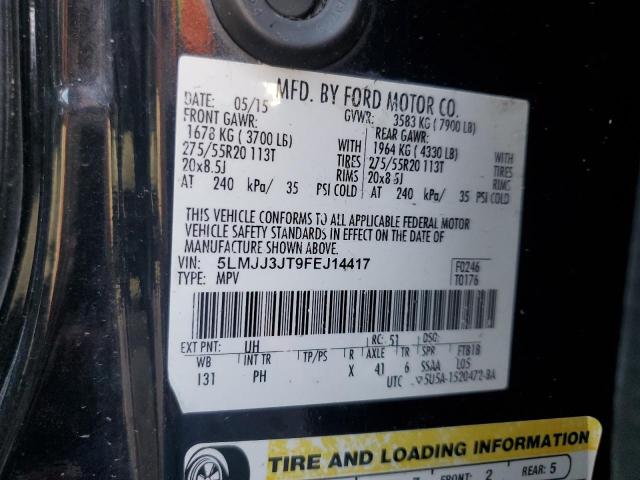 MFD. BY FORD MOTOR CO.
DATE: 05/15 GVWR: 3583 KG ( 7900 LB)
FRONT GAWR: REAR GAWR:
1678 KG ( 3700 LB) WITH 1964 KG ( 4330 LB) WITH
275/55R20 113T TIRES 275/55R20 113T TIRES
20x8.5J RIMS 20x8.5J RIMS
AT 240 kPa/ 35 PSI COLD AT 240 kPa/ 35 PSI COLD
THIS VEHICLE CONFORMS TO ALL APPLICABLE FEDERAL MOTOR
VEHICLE SAFETY STANDARDS IN EFFECT ON THE DATE OF
MANUFACTURE SHOWN ABOVE.
VIN: 5LMJJ3JT9FEJ14417 F0246
TYPE: MPV T0176
EXT PNT: UH RC: 51 DSO:
WB INT TR TP/PS R AXLE TR SPR FTB18
131 PH X 41 6 SSAA L05
UTC 5U5A-1520472-BA
TIRE AND LOADING INFORMATION
FRONT: 2 REAR: 5